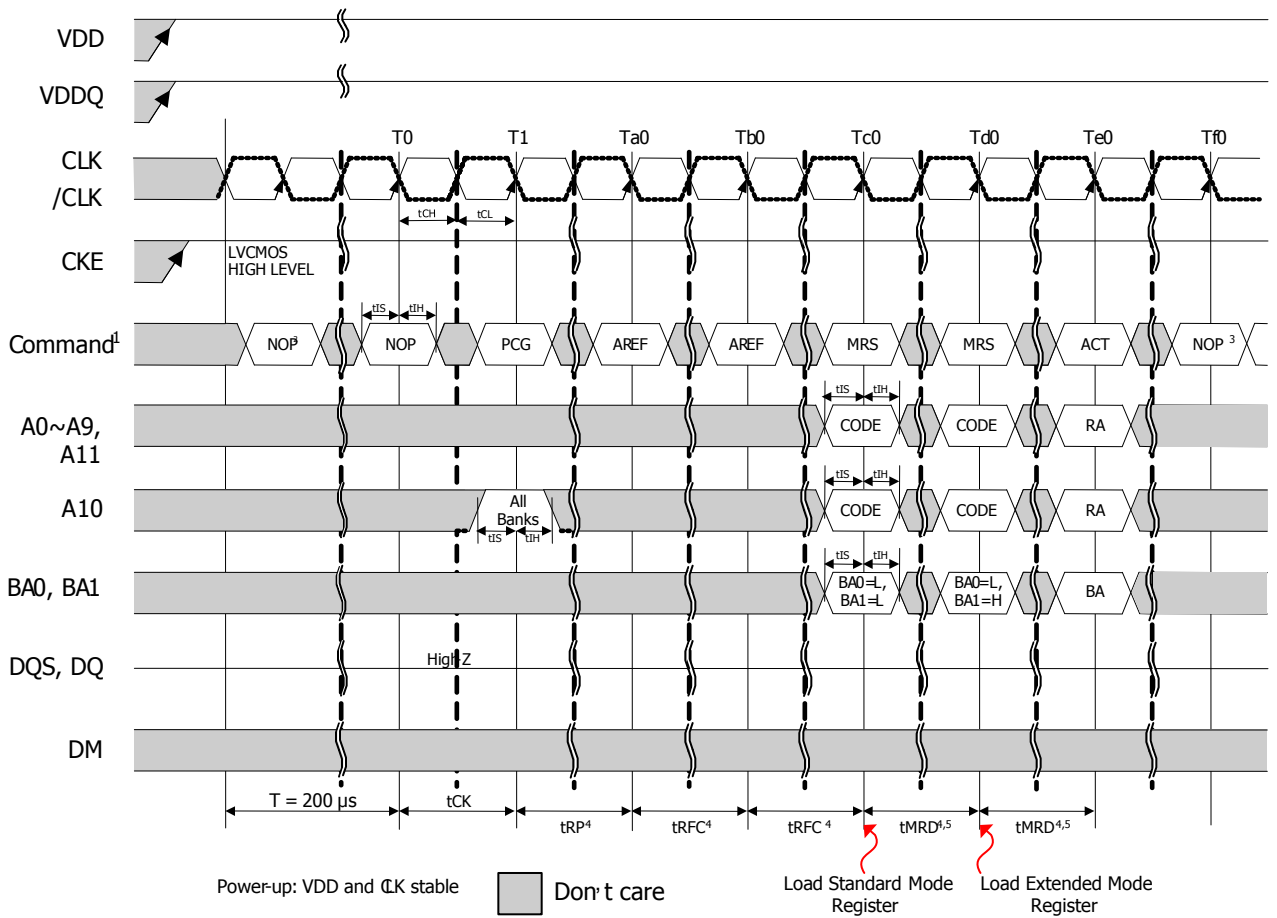 VDD
VDDQ
T0 T1 Ta0 Tb0 Tc0 Td0 Te0 Tf0
CLK
/CLK
tCH tCL
CKE
LVCMOS
HIGH LEVEL
tIS tIH
Command1
NOP3 NOP PCG AREF AREF MRS MRS ACT NOP 3
tIS tIH
A0~A9,
A11
CODE CODE RA
tIS tIH
A10
All
Banks
tIS tIH
CODE CODE RA
tIS tIH
BA0, BA1
BA0=L,
BA1=L
BA0=L,
BA1=H
BA
High-Z
DQS, DQ
DM
T = 200 µs tCK
tRP4 tRFC4 tRFC 4 tMRD4,5 tMRD4,5
Power-up: VDD and CLK stable
Don't care
Load Standard Mode
Register
Load Extended Mode
Register